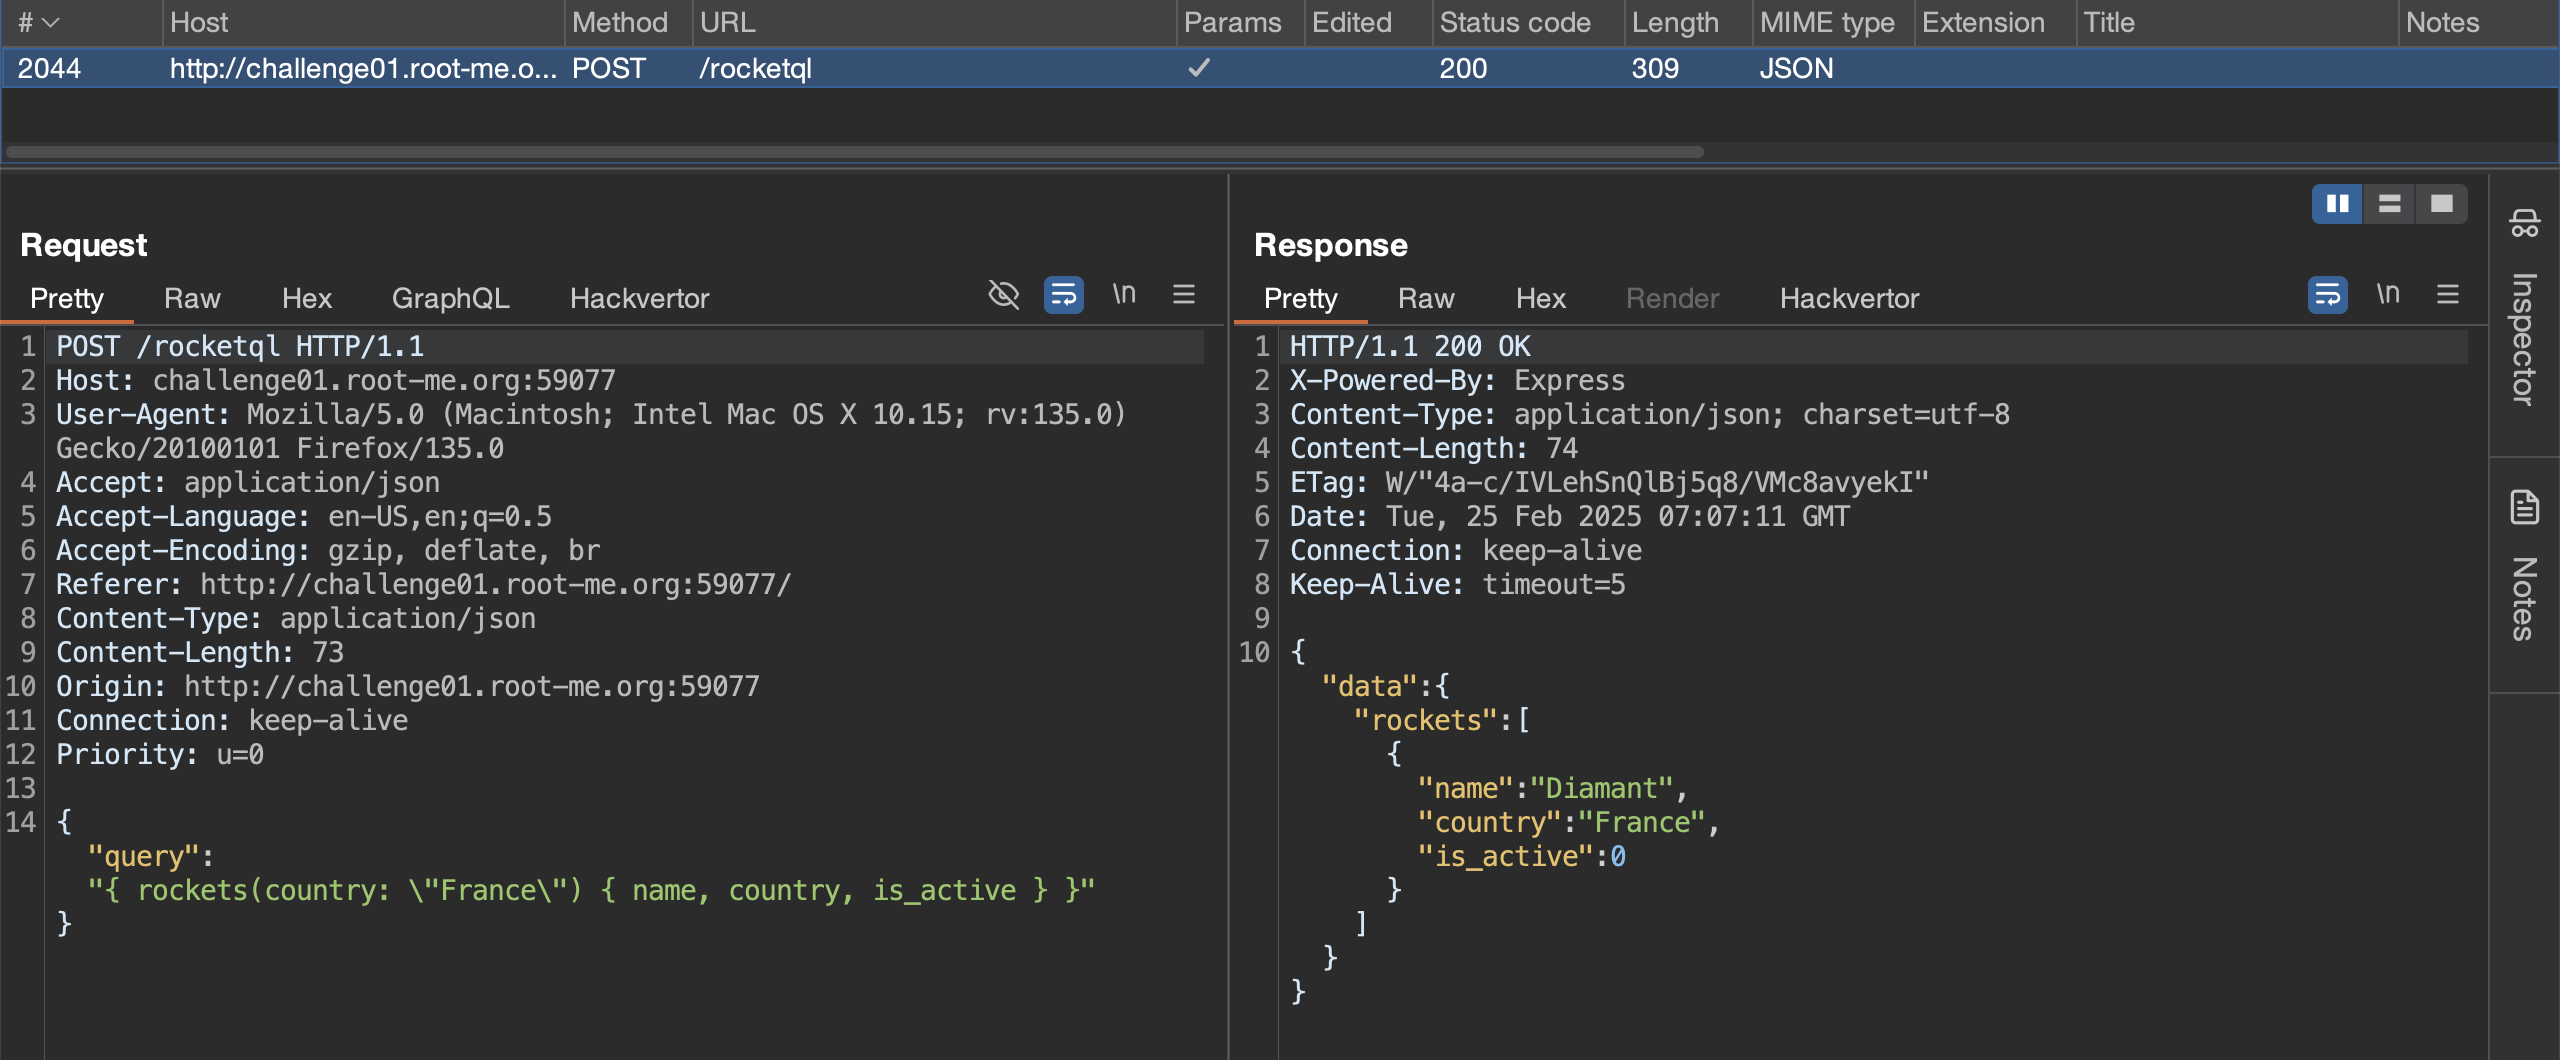 # Host Method URL Params Edited Status code Length MIME type Extension Title Notes
2044 http://challenge01.root-me.o... POST /rocketql 200 309 JSON
Request
Pretty Raw Hex GraphQL Hackvertor \n
1 POST /rocketql HTTP/1.1
2 Host: challenge01.root-me.org:59077
3 User-Agent: Mozilla/5.0 (Macintosh; Intel Mac OS X 10.15; rv:135.0)
Gecko/20100101 Firefox/135.0
4 Accept: application/json
5 Accept-Language: en-US,en;q=0.5
6 Accept-Encoding: gzip, deflate, br
7 Referer: http://challenge01.root-me.org:59077/
8 Content-Type: application/json
9 Content-Length: 73
10 Origin: http://challenge01.root-me.org:59077
11 Connection: keep-alive
12 Priority: u=0
13
14 {
"query":
"{ rockets(country: \"France\") { name, country, is_active } }"
}
Response
Pretty Raw Hex Render Hackvertor \n
1 HTTP/1.1 200 OK
2 X-Powered-By: Express
3 Content-Type: application/json; charset=utf-8
4 Content-Length: 74
5 ETag: W/"4a-c/IVLehSnQlBj5q8/VMc8avyekI"
6 Date: Tue, 25 Feb 2025 07:07:11 GMT
7 Connection: keep-alive
8 Keep-Alive: timeout=5
9
10 {
"data":{
"rockets":[
{
"name":"Diamant",
"country":"France",
"is_active":0
}
]
}
}
Inspector
Notes